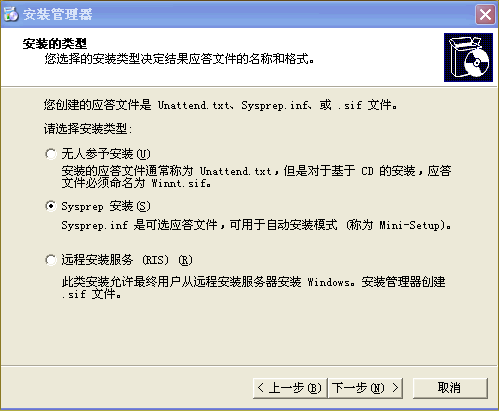 安装管理器
安装的类型
您选择的安装类型决定结果应答文件的名称和格式。
您创建的应答文件是 Unattend.txt、Sysprep.inf、或 .sif 文件。
请选择安装类型:
无人参予安装(U)
安装的应答文件通常称为 Unattend.txt，但是对于基于 CD 的安装，应答
文件必须命名为 Winnt.sif。
Sysprep 安装(S)
Sysprep.inf 是可选应答文件，可用于自动安装模式 (称为 Mini-Setup)。
远程安装服务 (RIS) (R)
此类安装允许最终用户从远程安装服务器安装 Windows。安装管理器创建
.sif 文件。
< 上一步(B) 下一步(N) > 取消